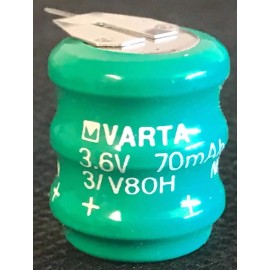 VARTA
3.6V 70mAh
3/V80H
+ +